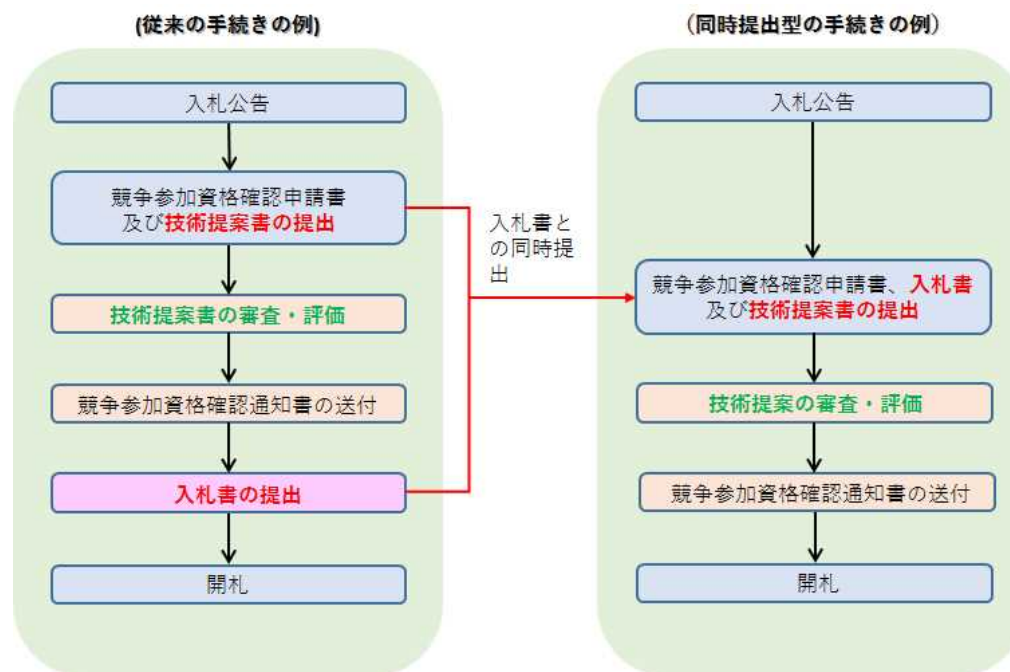 (従来の手続きの例)
入札公告
競争参加資格確認申請書
及び技術提案書の提出
技術提案書の審査・評価
競争参加資格確認通知書の送付
入札書の提出
開札
入札書と
の同時提
出
（同時提出型の手続きの例）
入札公告
競争参加資格確認申請書、入札書
及び技術提案書の提出
技術提案の審査・評価
競争参加資格確認通知書の送付
開札